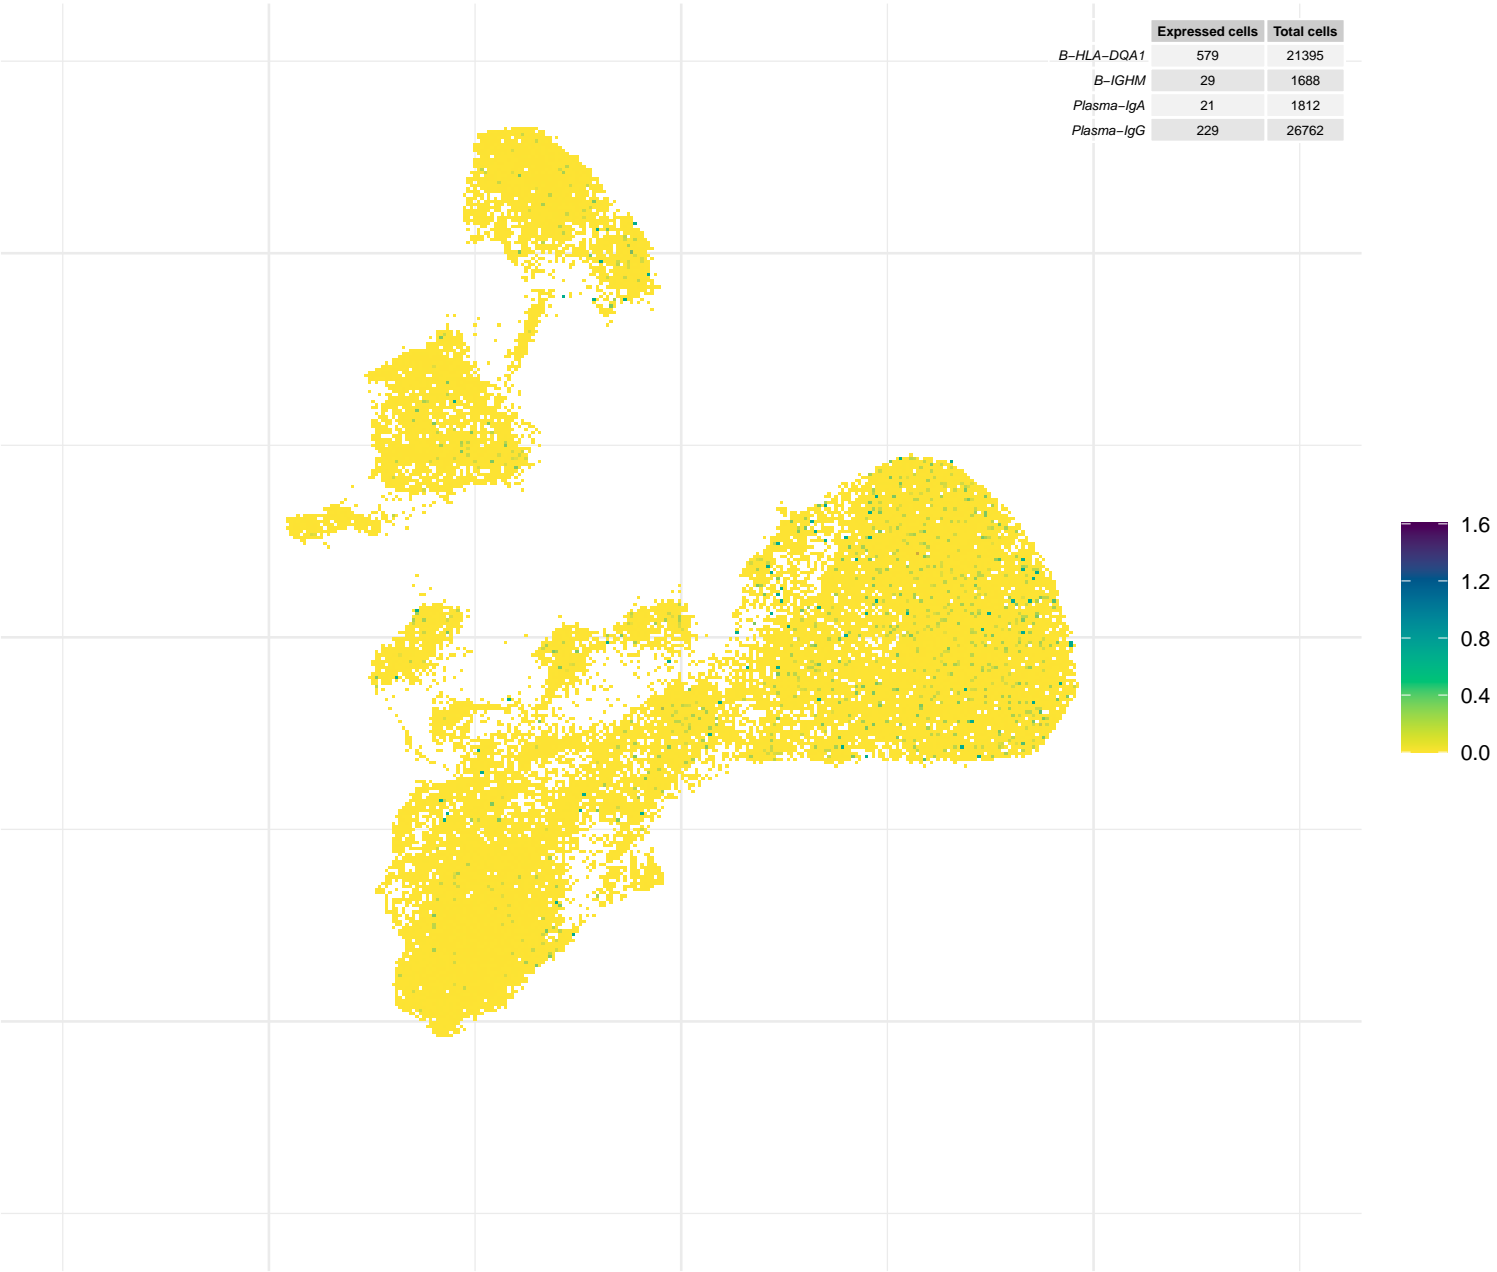 Expressed cells Total cells
B−HLA−DQA1 579 21395
B−IGHM 29 1688
Plasma−IgA 21 1812
Plasma−IgG 229 26762
1.6
1.2
0.8
0.4
0.0